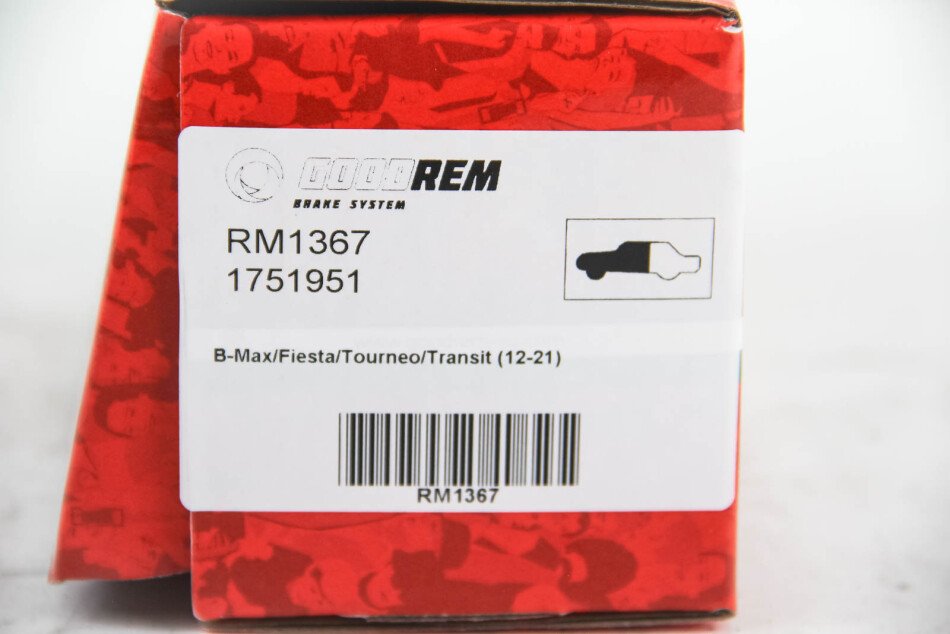 GOODREM
BRAKE SYSTEM
RM1367
1751951
B-Max/Fiesta/Tourneo/Transit (12-21)
RM1367